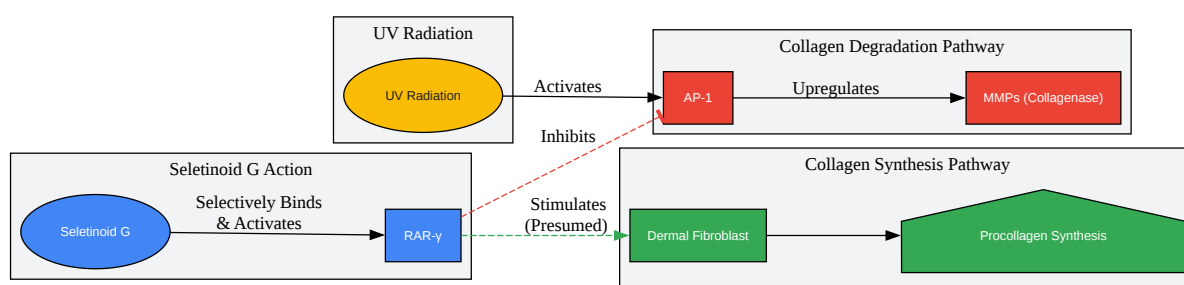 UV Radiation
UV Radiation
Activates
Collagen Degradation Pathway
AP-1
Upregulates
MMPs (Collagenase)
Inhibits
Seletinoid G Action
Seletinoid G
Selectively Binds
& Activates
RAR-γ
Stimulates
(Presumed)
Collagen Synthesis Pathway
Dermal Fibroblast
Procollagen Synthesis